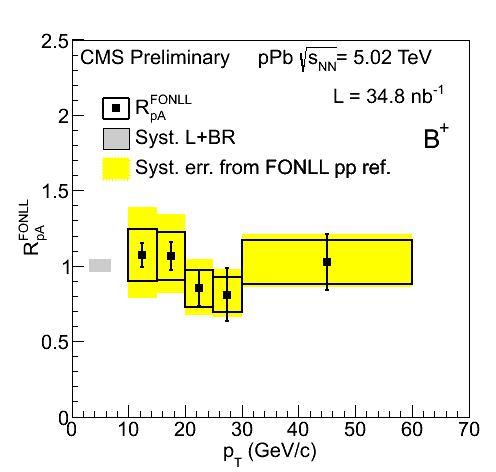 CMS Preliminary pPb √sNN = 5.02 TeV
L = 34.8 nb-1
RpA FONLL
B+
Syst. L+BR
Syst. err. from FONLL pp ref.
RpA FONLL
2.5
2
1.5
1
0.5
0
0 10 20 30 40 50 60 70
pT (GeV/c)